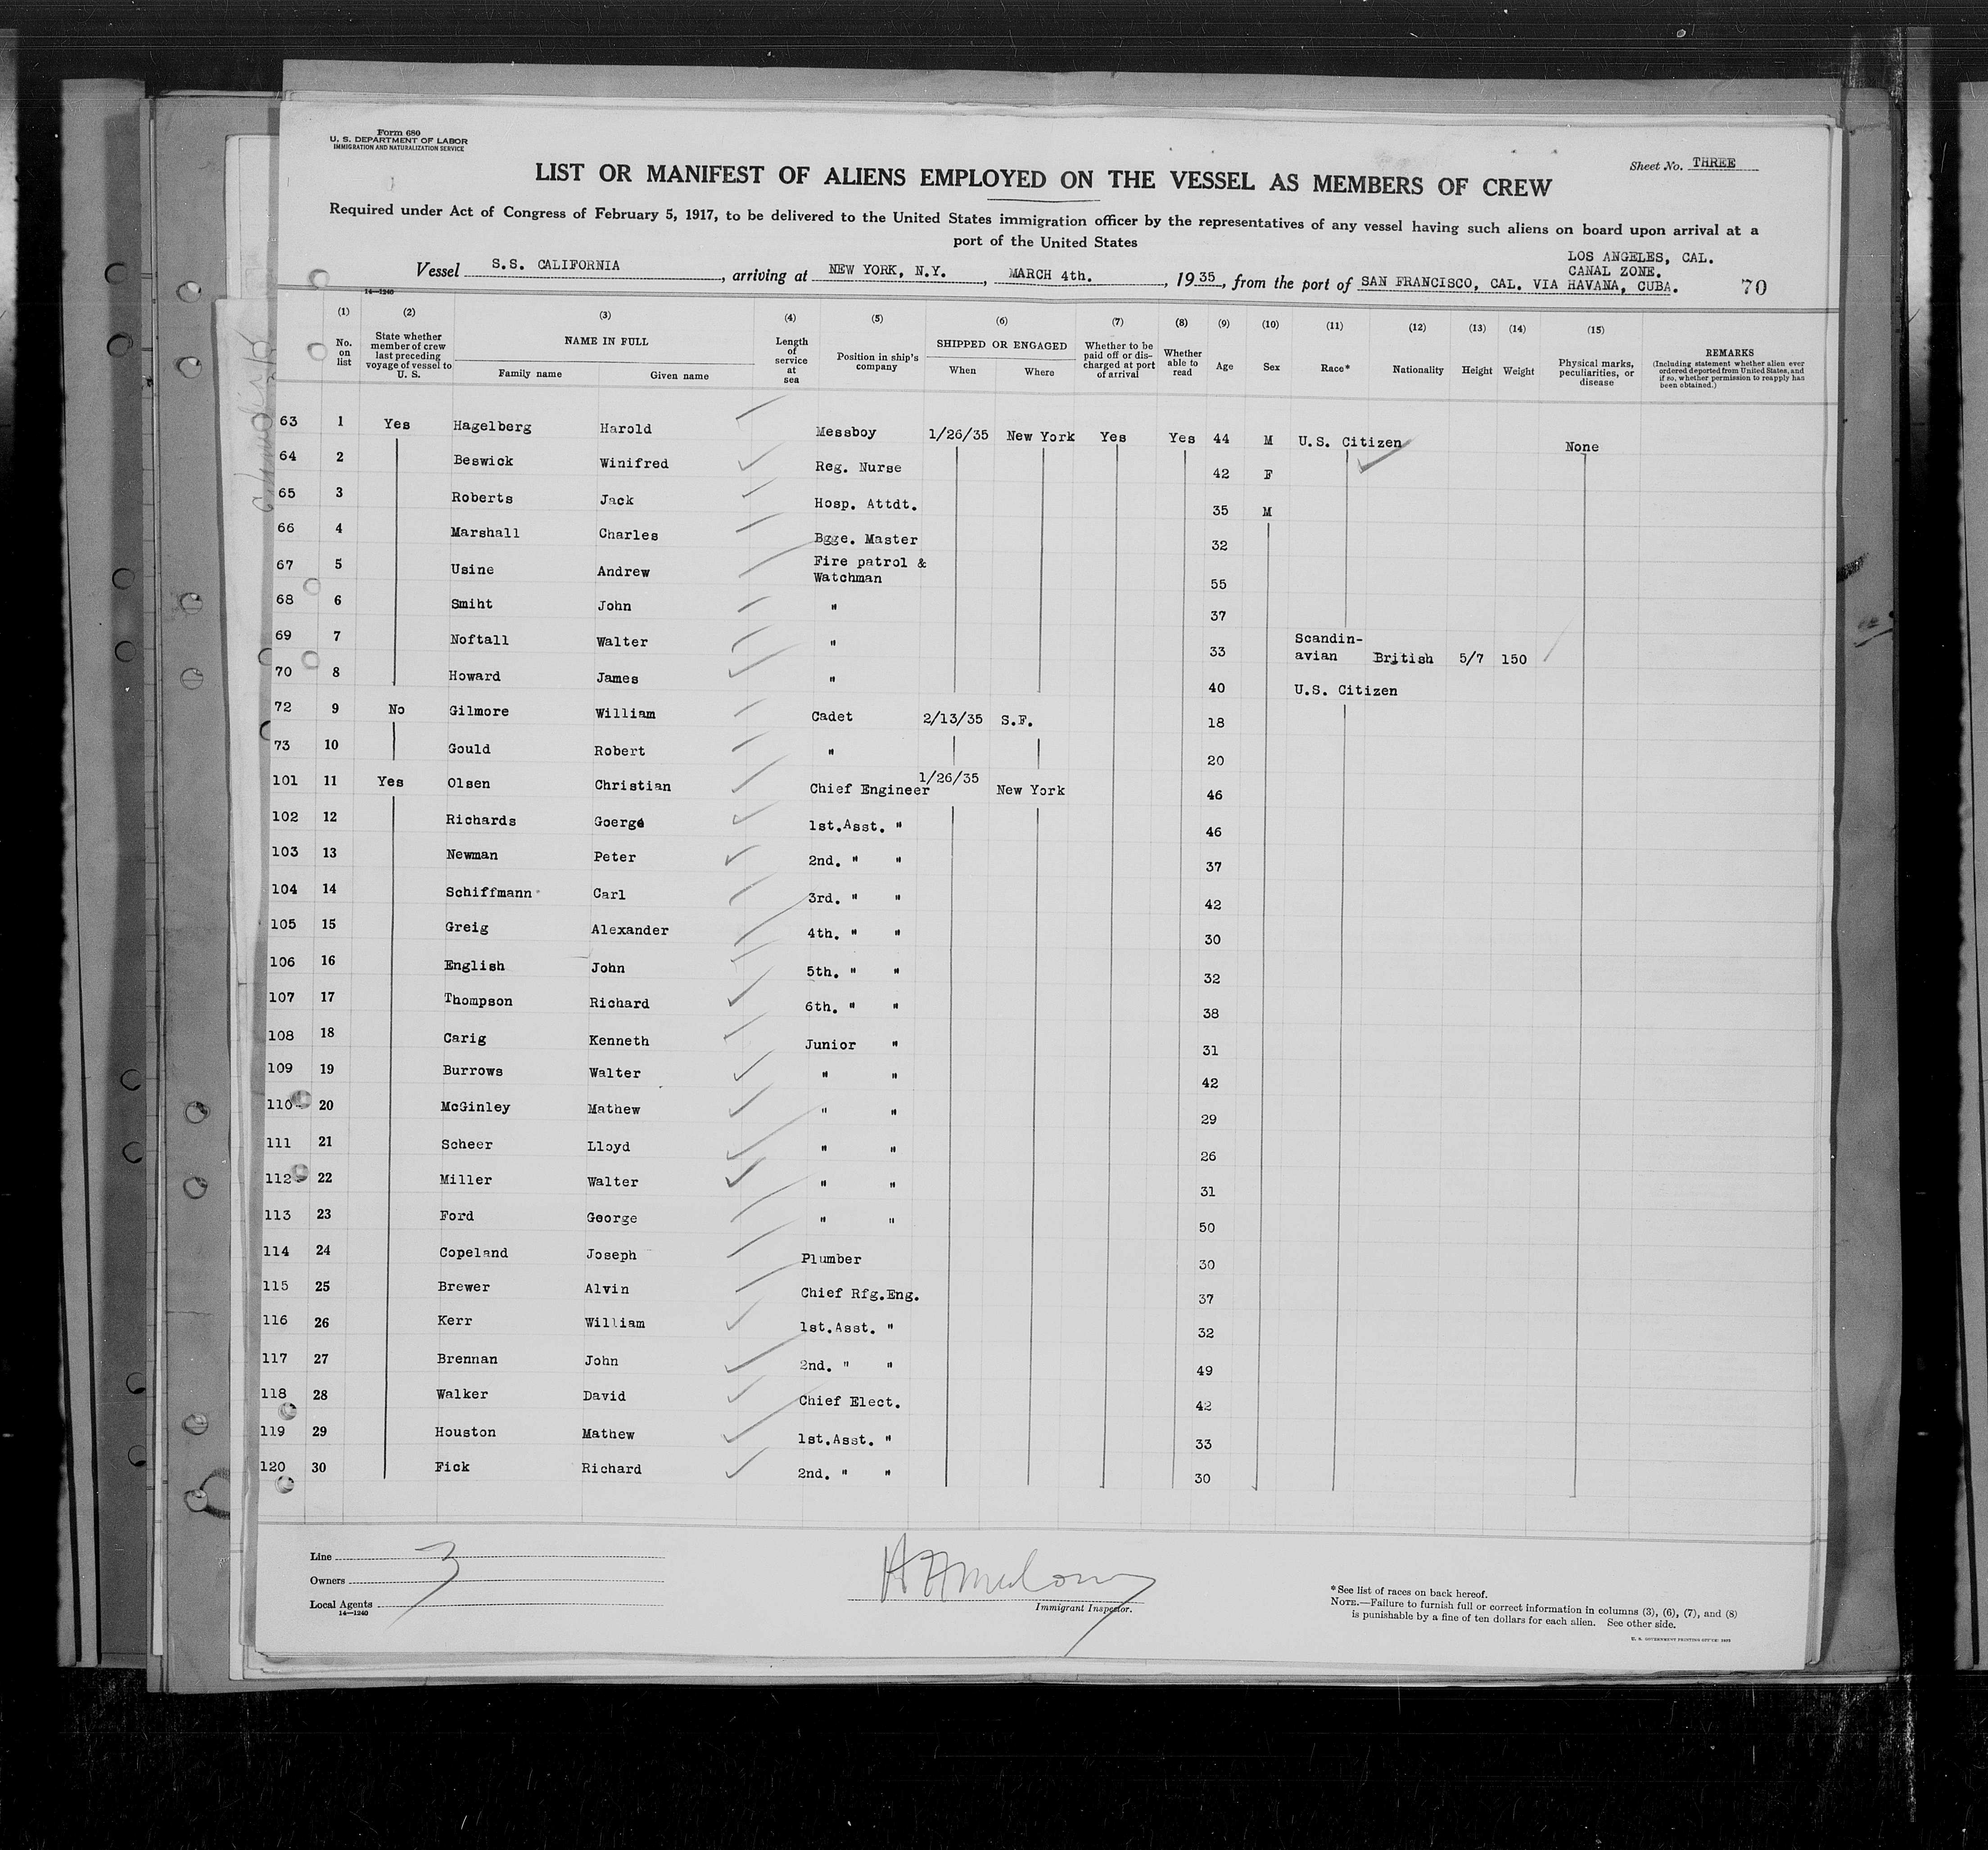 Form 680
U. S. DEPARTMENT OF LABOR
IMMIGRATION AND NATURALIZATION SERVICE
Sheet No. THREE
LIST OR MANIFEST OF ALIENS EMPLOYED ON THE VESSEL AS MEMBERS OF CREW
Required under Act of Congress of February 5, 1917, to be delivered to the United States immigration officer by the representatives of any vessel having such aliens on board upon arrival at a
port of the United States
LOS ANGELES, CAL.
CANAL ZONE.
Vessel S.S. CALIFORNIA, arriving at NEW YORK, N.Y., MARCH 4th., 1935, from the port of SAN FRANCISCO, CAL. VIA HAVANA, CUBA. 70
14—1240
(1) (2) (3) (4) (5) (6) (7) (8) (9) (10) (11) (12) (13) (14) (15)
No. on list
State whether member of crew last preceding voyage of vessel to U. S.
NAME IN FULL
Family name Given name
Length of service at sea
Position in ship's company
SHIPPED OR ENGAGED
When Where
Whether to be paid off or discharged at port of arrival
Whether able to read
Age
Sex
Race*
Nationality
Height
Weight
Physical marks, peculiarities, or disease
REMARKS
(Including statement whether alien ever ordered deported from United States, and if so, whether permission to reapply has been obtained.)
63 1 Yes Hagelberg Harold Messboy 1/26/35 New York Yes Yes 44 M U.S. Citizen None
64 2 Beswick Winifred Reg. Nurse 42 F
65 3 Roberts Jack Hosp. Attdt. 35 M
66 4 Marshall Charles Bgge. Master 32
67 5 Usine Andrew Fire patrol & Watchman 55
68 6 Smiht John " 37
69 7 Noftall Walter " 33 Scandin-avian British 5/7 150
70 8 Howard James " 40 U.S. Citizen
72 9 No Gilmore William Cadet 2/13/35 S.F. 18
73 10 Gould Robert " 20
101 11 Yes Olsen Christian Chief Engineer 1/26/35 New York 46
102 12 Richards Goerge 1st.Asst. " 46
103 13 Newman Peter 2nd. " " 37
104 14 Schiffmann Carl 3rd. " " 42
105 15 Greig Alexander 4th. " " 30
106 16 English John 5th. " " 32
107 17 Thompson Richard 6th. " " 38
108 18 Carig Kenneth Junior " 31
109 19 Burrows Walter " " 42
110 20 McGinley Mathew " " 29
111 21 Scheer Lloyd " " 26
112 22 Miller Walter " " 31
113 23 Ford George " " 50
114 24 Copeland Joseph Plumber 30
115 25 Brewer Alvin Chief Rfg.Eng. 37
116 26 Kerr William 1st.Asst. " 32
117 27 Brennan John 2nd. " " 49
118 28 Walker David Chief Elect. 42
119 29 Houston Mathew 1st.Asst. " 33
120 30 Fick Richard 2nd. " " 30
Line
Owners
Local Agents
14—1240
3
Immigrant Inspector.
*See list of races on back hereof.
NOTE.—Failure to furnish full or correct information in columns (3), (6), (7), and (8)
is punishable by a fine of ten dollars for each alien. See other side.